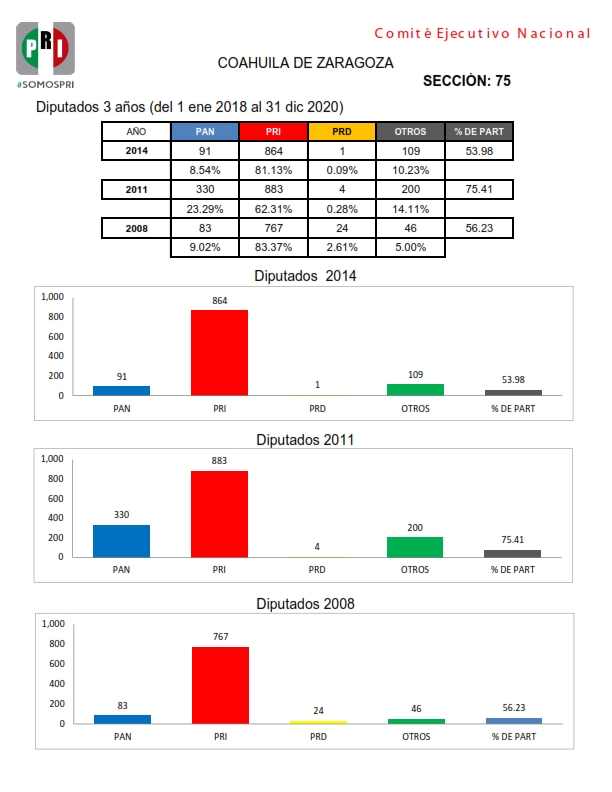 Comité Ejecutivo Nacional
PRI
#SOMOSPRI
COAHUILA DE ZARAGOZA
SECCIÓN: 75
Diputados 3 años (del 1 ene 2018 al 31 dic 2020)
AÑO PAN PRI PRD OTROS % DE PART
2014 91 864 1 109 53.98
8.54% 81.13% 0.09% 10.23%
2011 330 883 4 200 75.41
23.29% 62.31% 0.28% 14.11%
2008 83 767 24 46 56.23
9.02% 83.37% 2.61% 5.00%
Diputados 2014
1,000
800
600
400
200
0
91 864 1 109 53.98
PAN PRI PRD OTROS % DE PART
Diputados 2011
1,000
800
600
400
200
0
330 883 4 200 75.41
PAN PRI PRD OTROS % DE PART
Diputados 2008
1,000
800
600
400
200
0
83 767 24 46 56.23
PAN PRI PRD OTROS % DE PART